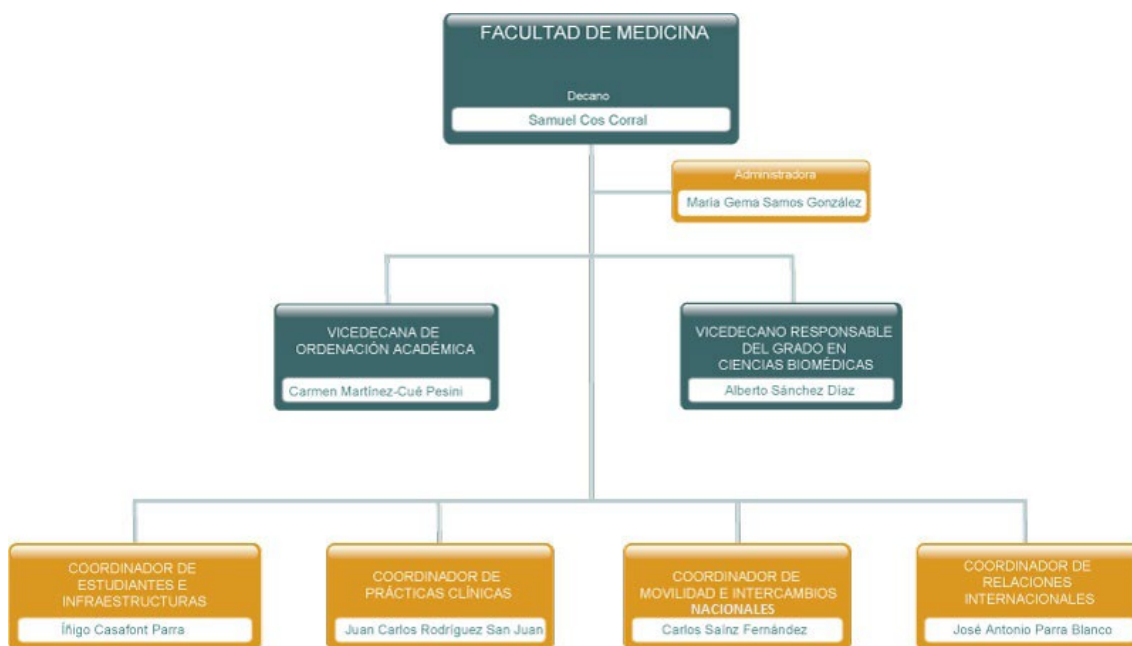 FACULTAD DE MEDICINA
Decano
Samuel Cos Corral
Administradora
María Gema Samos González
VICEDECANA DE
ORDENACIÓN ACADÉMICA
Carmen Martínez-Cué Pesini
VICEDECANO RESPONSABLE
DEL GRADO EN
CIENCIAS BIOMÉDICAS
Alberto Sánchez Díaz
COORDINADOR DE
ESTUDIANTES E
INFRAESTRUCTURAS
Íñigo Casafont Parra
COORDINADOR DE
PRÁCTICAS CLÍNICAS
Juan Carlos Rodríguez San Juan
COORDINADOR DE
MOVILIDAD E INTERCAMBIOS
NACIONALES
Carlos Saínz Fernández
COORDINADOR DE
RELACIONES
INTERNACIONALES
José Antonio Parra Blanco